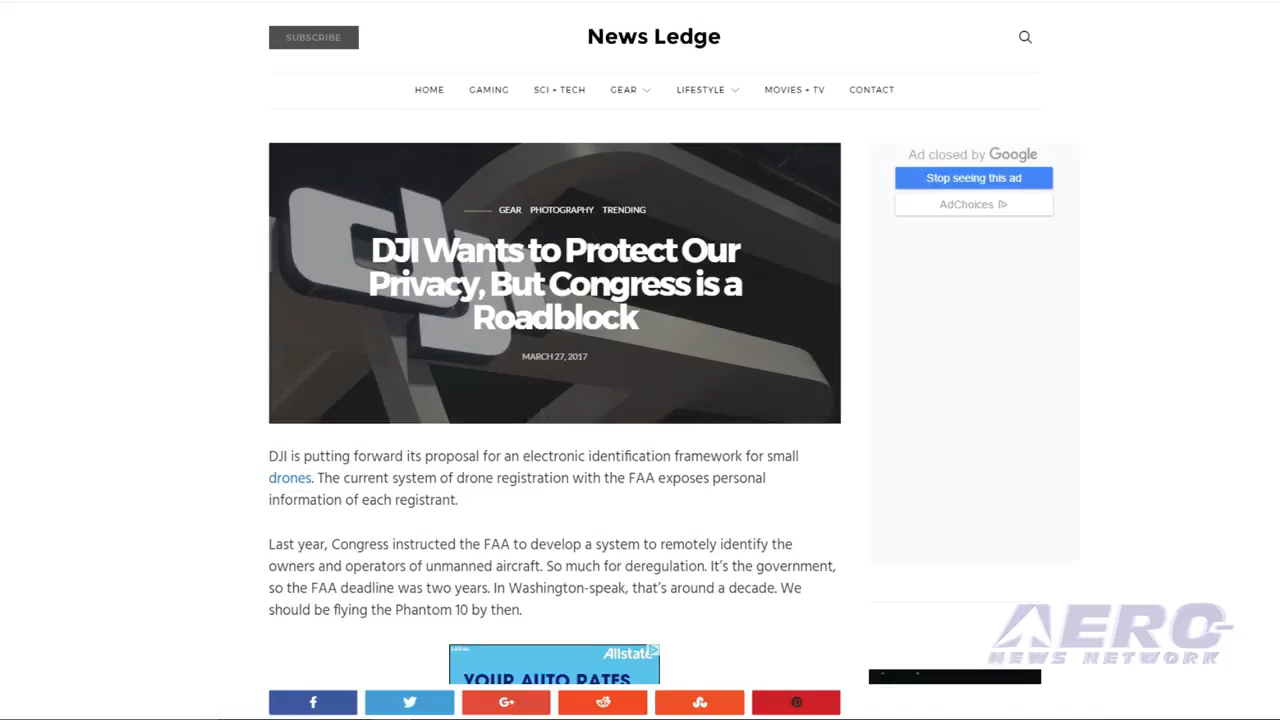 SUBSCRIBE
News Ledge
HOME GAMING SCI + TECH GEAR LIFESTYLE MOVIES + TV CONTACT
GEAR PHOTOGRAPHY TRENDING
DJI Wants to Protect Our
Privacy, But Congress is a
Roadblock
MARCH 27, 2017
Ad closed by Google
Stop seeing this ad
AdChoices
DJI is putting forward its proposal for an electronic identification framework for small
drones. The current system of drone registration with the FAA exposes personal
information of each registrant.
Last year, Congress instructed the FAA to develop a system to remotely identify the
owners and operators of unmanned aircraft. So much for deregulation. It’s the government,
so the FAA deadline was two years. In Washington-speak, that’s around a decade. We
should be flying the Phantom 10 by then.
LEGAL
Allstate
YOUR AUTO RATES
AERO
NEWS NETWORK
f
G+